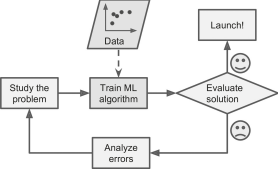 Data
Launch!
Study the
problem
Train ML
algorithm
Evaluate
solution
Analyze
errors